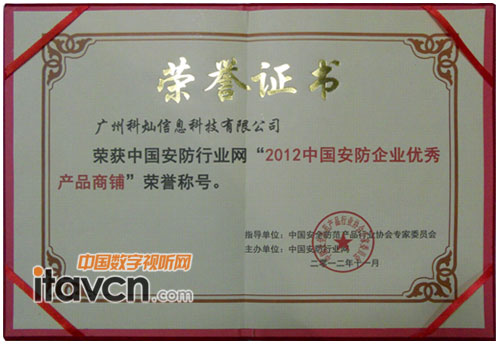 荣誉证书
广州科灿信息科技有限公司
荣获中国安防行业网“2012中国安防企业优秀
产品商铺”荣誉称号。
指导单位：中国安全防范产品行业协会专家委员会
主办单位：中国安防行业网
二零一二年十一月
中国数字视听网
itavcn.com